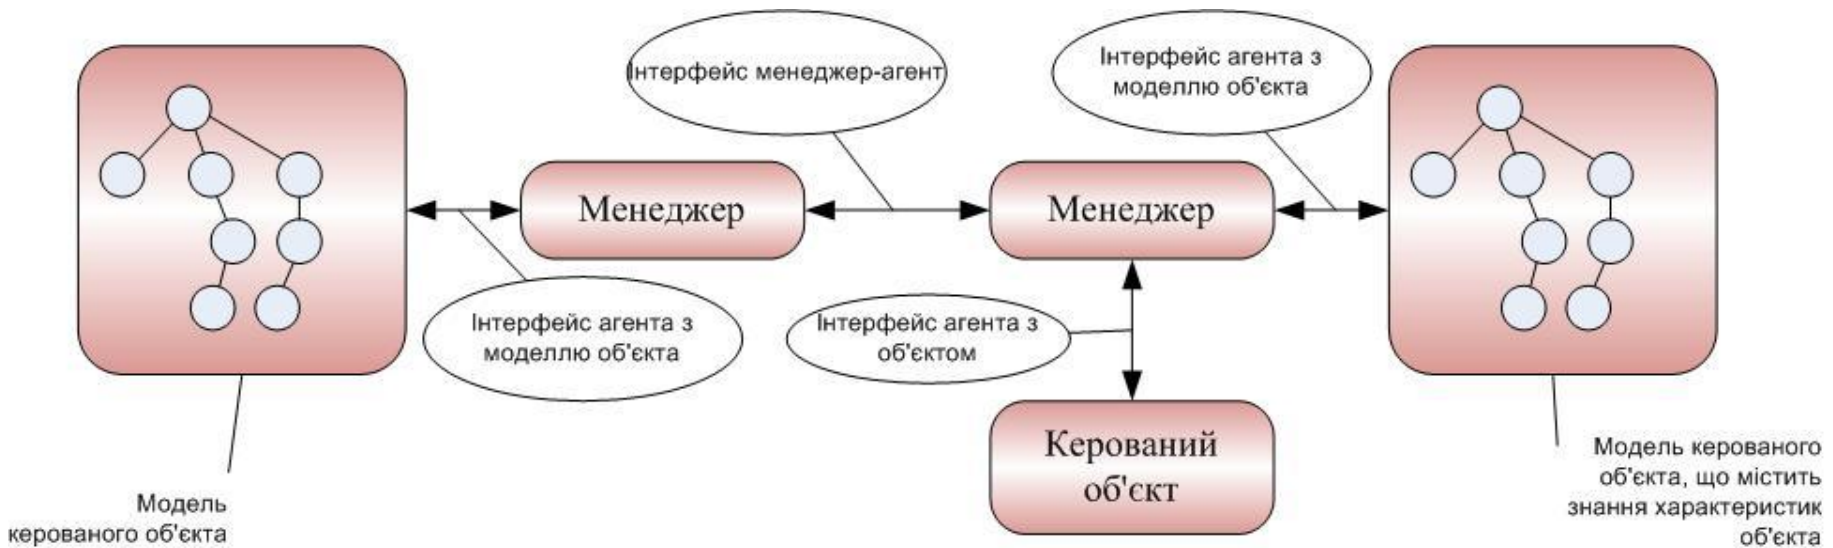 Інтерфейс менеджер-агент
Інтерфейс агента з
моделлю об'єкта
Менеджер
Менеджер
Інтерфейс агента з
моделлю об'єкта
Інтерфейс агента з
об'єктом
Керований
об'єкт
Модель
керованого об'єкта
Модель керованого
об'єкта, що містить
знання характеристик
об'єкта